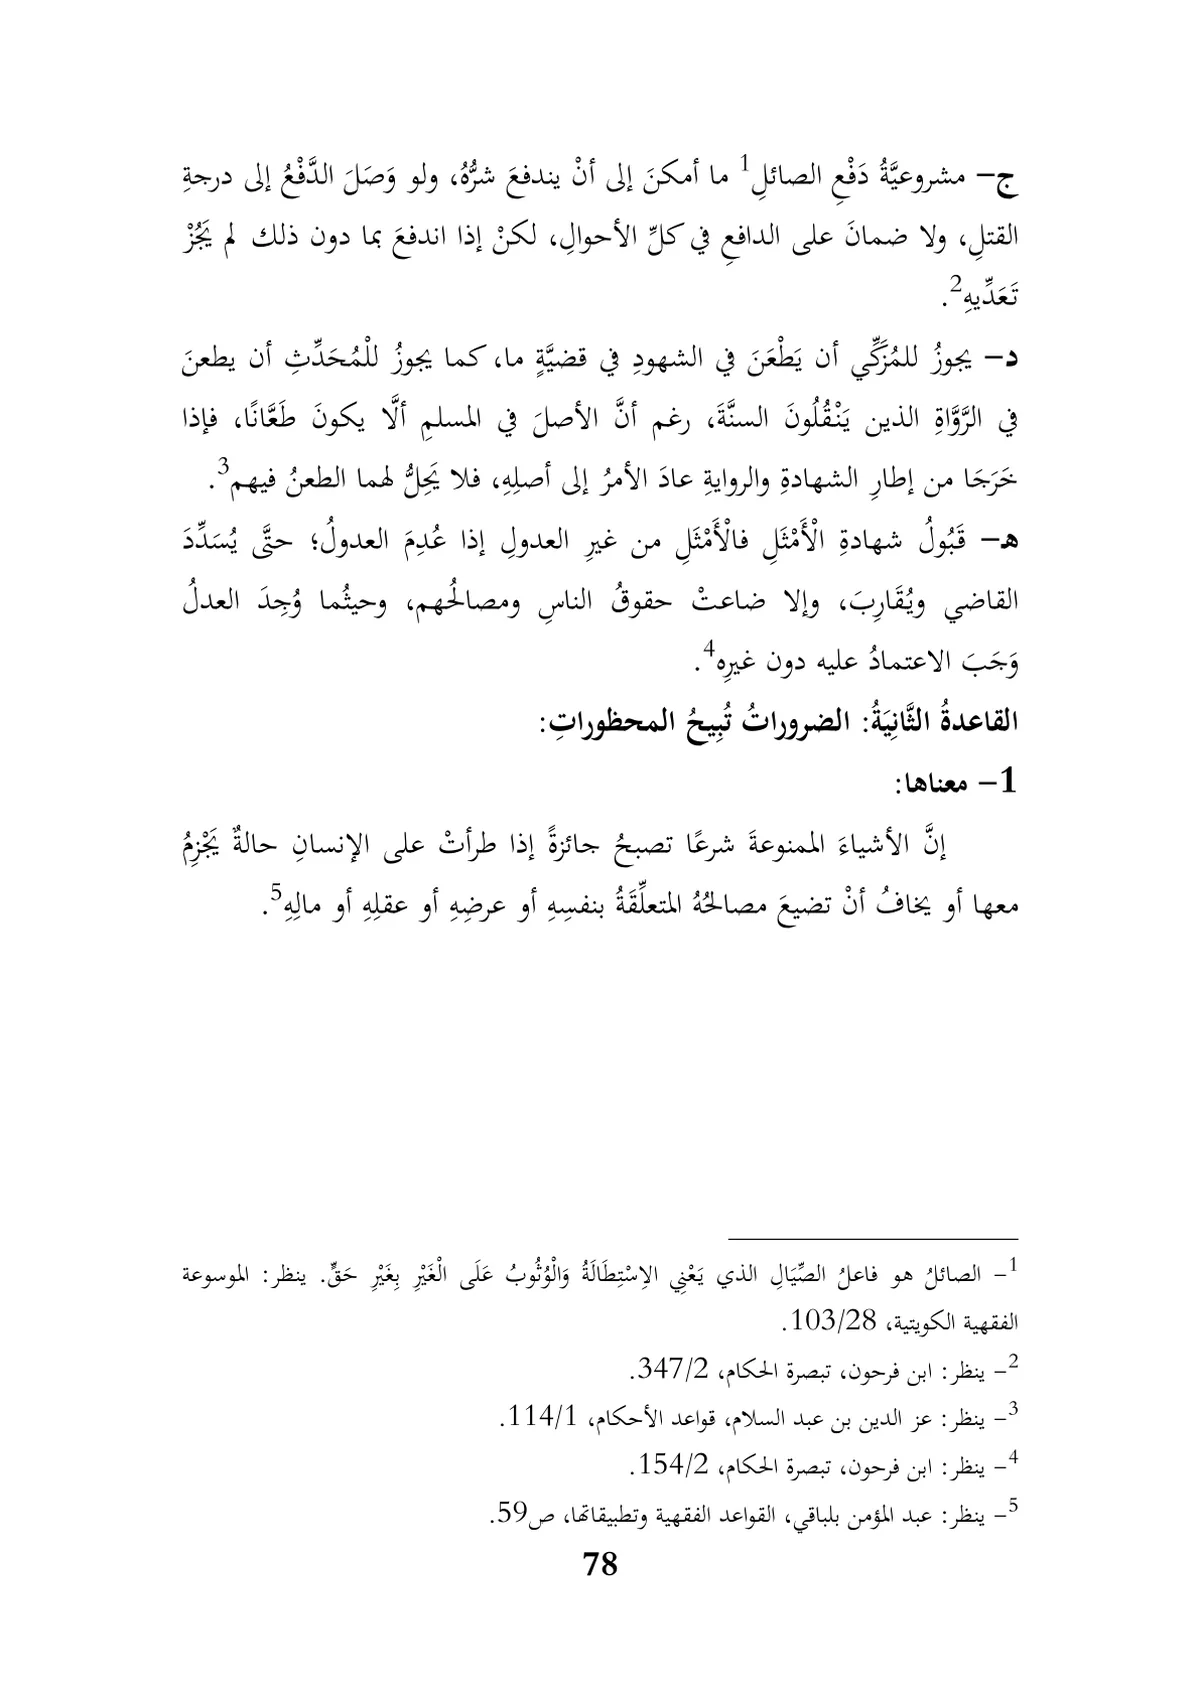 ج- مشروعيَّةُ دَفْعِ الصائلِ1 ما أمكنَ إلى أنْ يندفعَ شرُّهُ، ولو وَصَلَ الدَّفْعُ إلى درجةِ
القتلِ، ولا ضمانَ على الدافعِ في كلِّ الأحوالِ، لكنْ إذا اندفعَ بما دون ذلك لم يَجُزْ
تَعَدِّيهِ2.
د- يجوزُ للمُزَكِّي أن يَطْعَنَ في الشهودِ في قضيَّةٍ ما، كما يجوزُ للْمُحَدِّثِ أن يطعنَ
في الرَّوَّاةِ الذين يَنْقُلُونَ السنَّةَ، رغم أنَّ الأصلَ في المسلمِ ألَّا يكونَ طَعَّانًا، فإذا
خَرَجَا من إطارِ الشهادةِ والروايةِ عادَ الأمرُ إلى أصلِهِ، فلا يَحِلُّ لهما الطعنُ فيهم3.
هـ- قَبُولُ شهادةِ الْأَمْثَلِ فالْأَمْثَلِ من غيرِ العدولِ إذا عُدِمَ العدولُ؛ حتَّى يُسَدِّدَ
القاضي ويُقَارِبَ، وإلا ضاعتْ حقوقُ الناسِ ومصالحُهم، وحيثُما وُجِدَ العدلُ
وَجَبَ الاعتمادُ عليه دون غيرِه4.
القاعدةُ الثَّانِيَةُ: الضروراتُ تُبِيحُ المحظوراتِ:
1- معناها:
إنَّ الأشياءَ الممنوعةَ شرعًا تصبحُ جائزةً إذا طرأتْ على الإنسانِ حالةٌ يَجْزِمُ
معها أو يخافُ أنْ تضيعَ مصالحُهُ المتعلِّقَةُ بنفسِهِ أو عرضِهِ أو عقلِهِ أو مالِهِ5.
1- الصائلُ هو فاعلُ الصِّيَالِ الذي يَعْنِي الاِسْتِطَالَةُ وَالْوُثُوبُ عَلَى الْغَيْرِ بِغَيْرِ حَقٍّ. ينظر: الموسوعة
الفقهية الكويتية، 103/28.
2- ينظر: ابن فرحون، تبصرة الحكام، 347/2.
3- ينظر: عز الدين بن عبد السلام، قواعد الأحكام، 114/1.
4- ينظر: ابن فرحون، تبصرة الحكام، 154/2.
5- ينظر: عبد المؤمن بلباقي، القواعد الفقهية وتطبيقاتها، ص59.
78